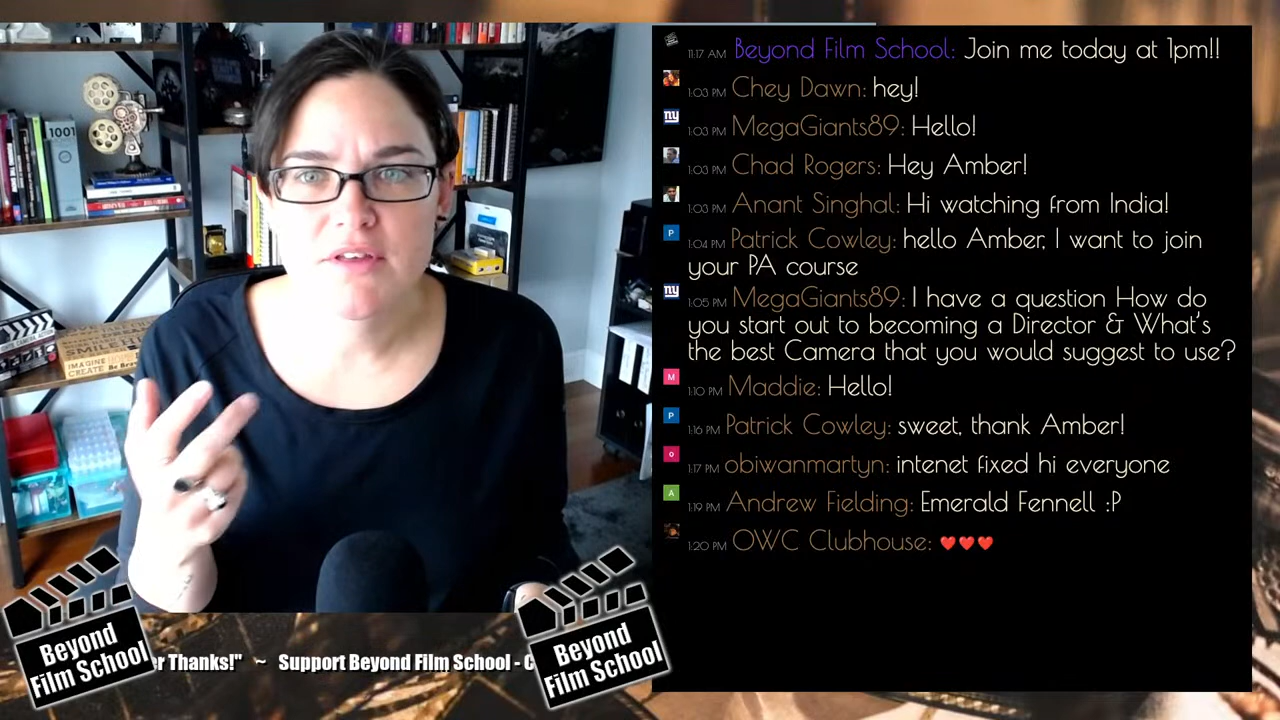 11:17 AM Beyond Film School: Join me today at 1pm!!
1:03 PM Chey Dawn: hey!
1:03 PM MegaGiants89: Hello!
1:03 PM Chad Rogers: Hey Amber!
1:03 PM Anant Singhal: Hi watching from India!
P 1:04 PM Patrick Cowley: hello Amber, I want to join
your PA course
ny 1:05 PM MegaGiants89: I have a question How do
you start out to becoming a Director & What's
the best Camera that you would suggest to use?
M 1:10 PM Maddie: Hello!
P 1:16 PM Patrick Cowley: sweet, thank Amber!
o 1:17 PM obiwanmartyn: intenet fixed hi everyone
A 1:19 PM Andrew Fielding: Emerald Fennell :P
1:20 PM OWC Clubhouse: ❤️❤️❤️
1001
IMAGINE
CREATE
Beyond
Film School
er Thanks!" ~ Support Beyond Film School - C
Beyond
Film School